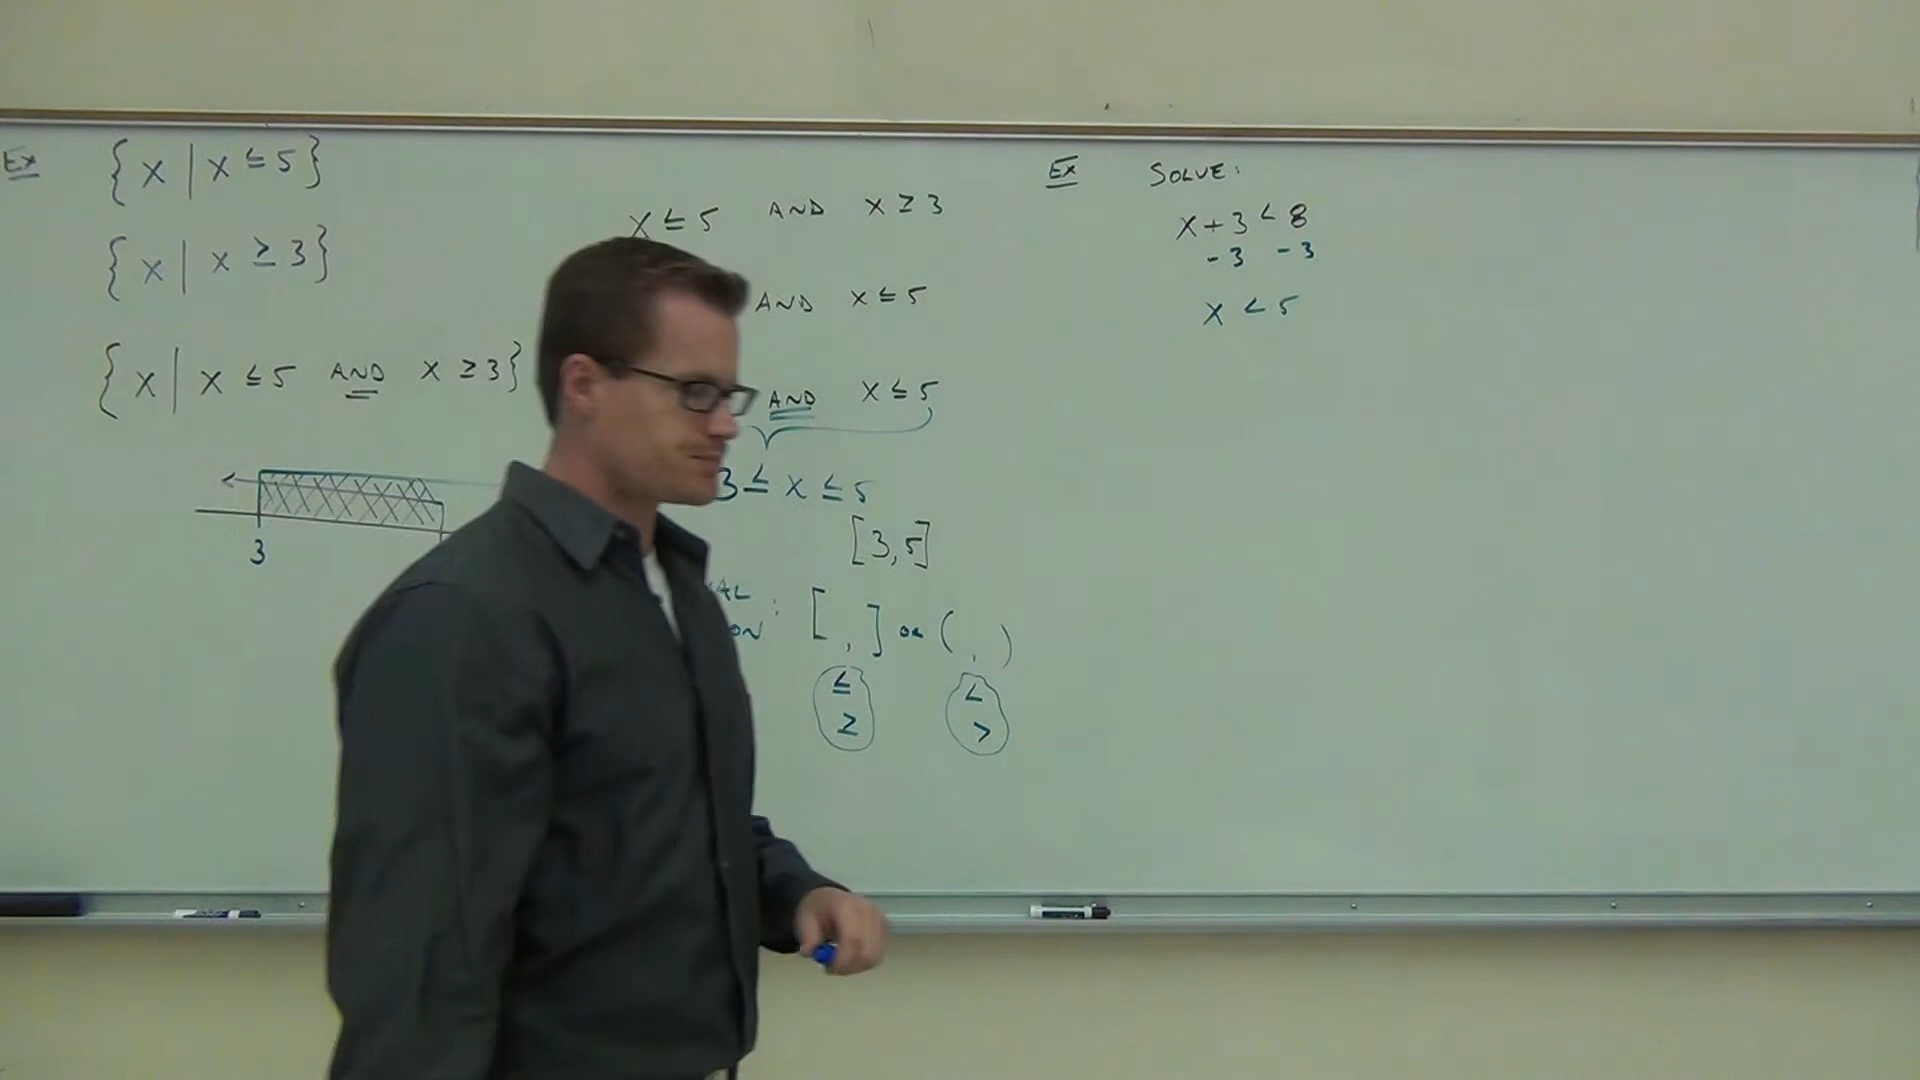 Ex
{ x | x ≤ 5 }
{ x | x ≥ 3 }
{ x | x ≤ 5 AND x ≥ 3 }
3
x ≤ 5 AND x ≥ 3
AND x ≤ 5
AND x ≤ 5
3 ≤ x ≤ 5
[3,5]
: [ , ] or ( , )
≤ <
≥ >
Ex SOLVE:
x + 3 < 8
- 3 - 3
x < 5